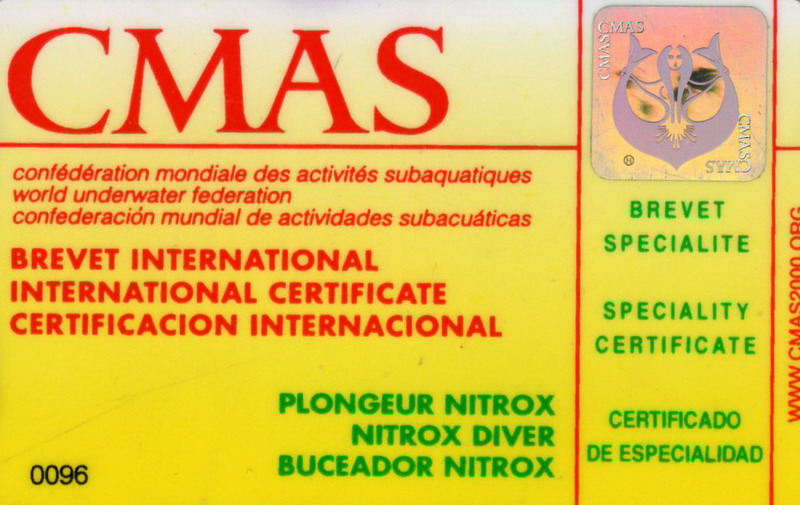 CMAS
confédération mondiale des activités subaquatiques
world underwater federation
confederación mundial de actividades subacuáticas
BREVET INTERNATIONAL
INTERNATIONAL CERTIFICATE
CERTIFICACION INTERNACIONAL
PLONGEUR NITROX
NITROX DIVER
BUCEADOR NITROX
0096
CMAS
CMAS
CMAS
CMAS
H
BREVET
SPECIALITE
SPECIALITY
CERTIFICATE
CERTIFICADO
DE ESPECIALIDAD
WWW.CMAS2000.ORG